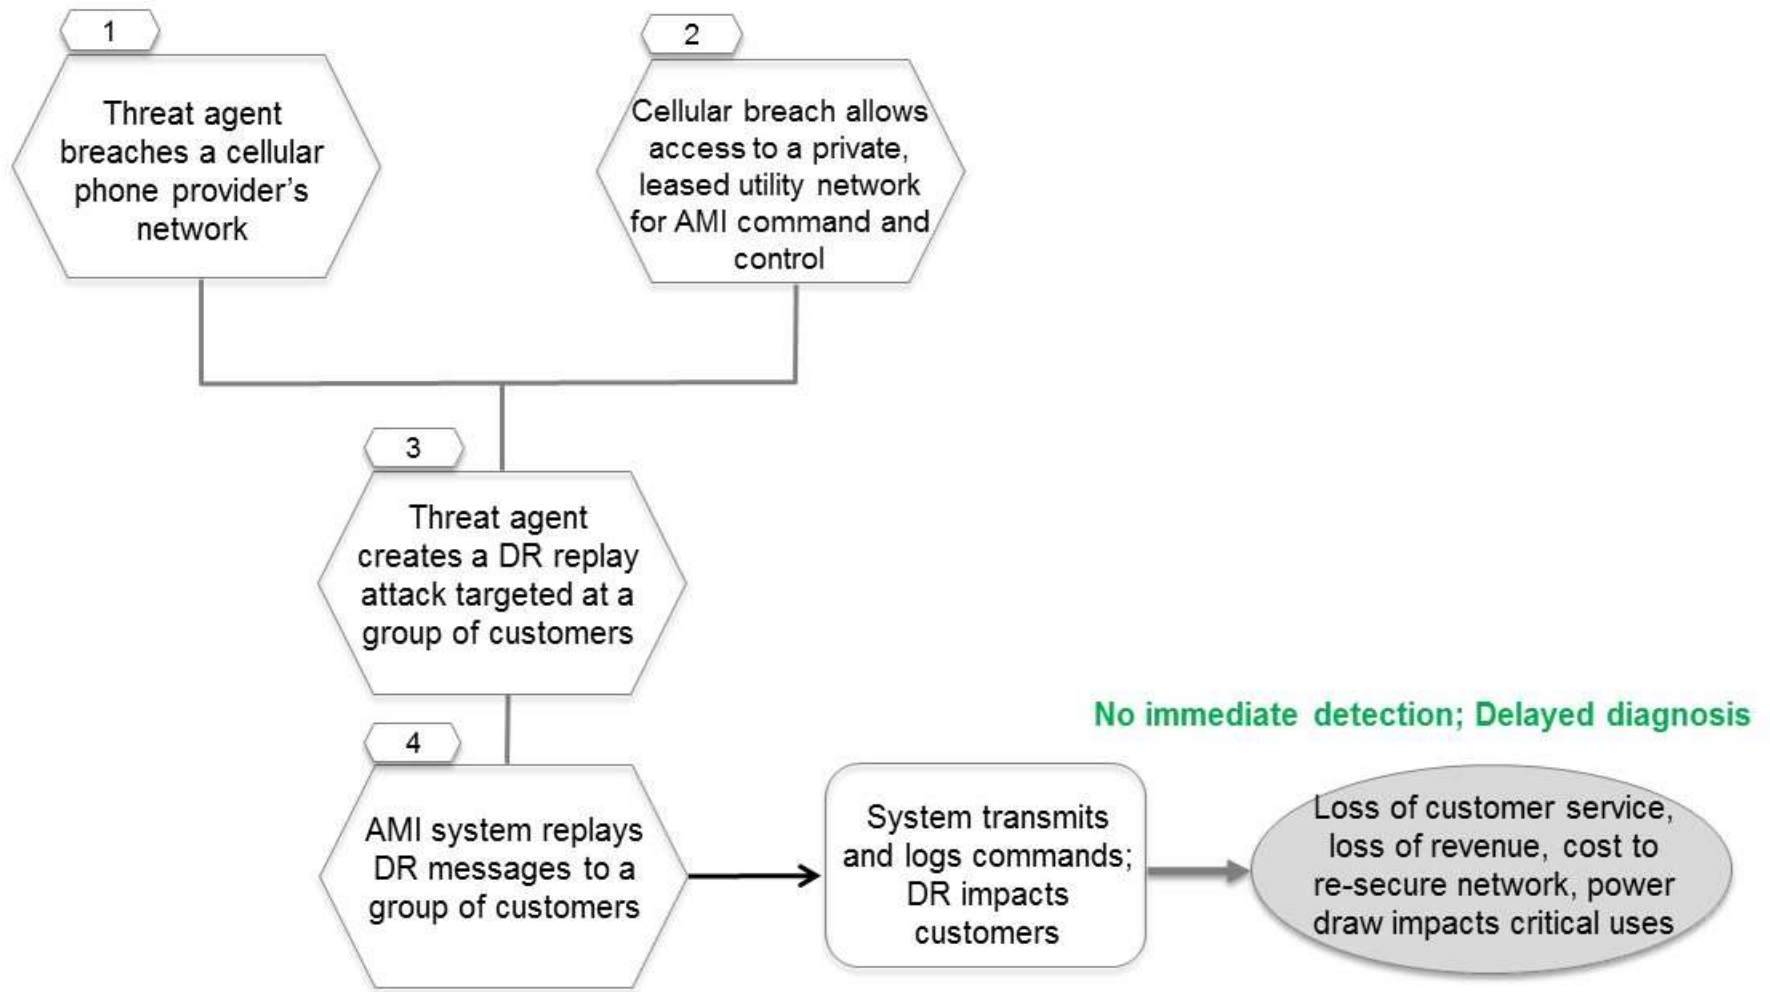 1
Threat agent
breaches a cellular
phone provider's
network
2
Cellular breach allows
access to a private,
leased utility network
for AMI command and
control
3
Threat agent
creates a DR replay
attack targeted at a
group of customers
4
AMI system replays
DR messages to a
group of customers
System transmits
and logs commands;
DR impacts
customers
No immediate detection; Delayed diagnosis
Loss of customer service,
loss of revenue, cost to
re-secure network, power
draw impacts critical uses